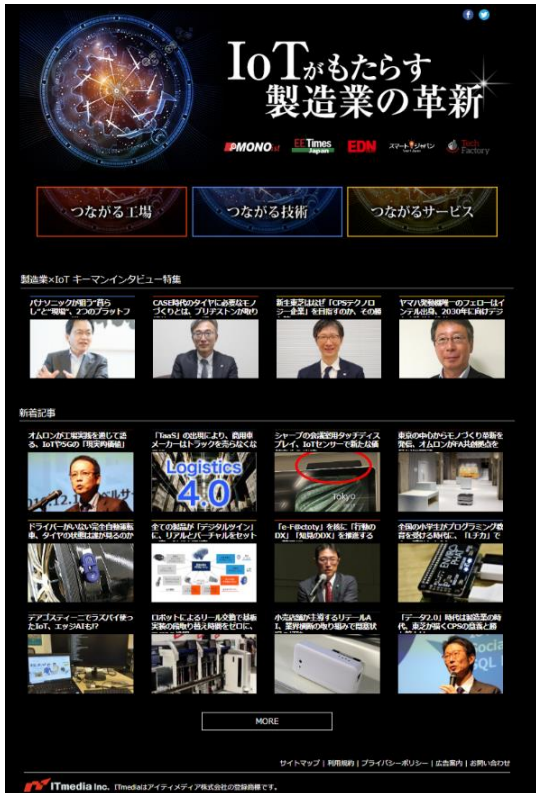 IoTがもたらす
製造業の革新
MONOist
EE Times
Japan
EDN
スマートジャパン
Tech
Factory
つながる工場
つながる技術
つながるサービス
製造業×IoT キーマンインタビュー特集
パナソニックが狙う“暮ら
し”と“現場”、2つのプラットフ
CASE時代のタイヤに必要なモノ
づくりとは、ブリヂストンが取り
新生東芝はなぜ「CPSテクノロ
ジー企業」を目指すのか、その勝
ヤマハ発動機唯一のフェローはイ
ンテル出身、2030年に向けデジ
新着記事
オムロンが工場実践を通じて語
る、IoTや5Gの「現実的価値」
「TaaS」の出現により、商用車
メーカーはトラックを売らなくな
シャープの会議室用タッチディス
プレイ、IoTセンサーで新たな価
東京の中心からモノづくり革新を
発信、オムロンがFA共創拠点を
Logistics
4.0
Tokyo
ドライバーがいない完全自動運転
車、タイヤの状態は誰が見るのか
全ての製品が「デジタルツイン」
に、リアルとバーチャルをセット
「e-F@ctoty」を核に「行動の
DX」「知見のDX」を推進する
全国の小学生がプログラミング教
育を受ける時代に、「Lチカ」で
デアゴスティーニでラズパイ使っ
たIoT、エッジAIも!?
ロボットによるリール交換で基板
実装の段取り替え時間をゼロに、
小売店舗が主導するリテールA
I、業界横断の取り組みで閉塞状
「データ2.0」時代は製造業の時
代、東芝が描くCPSの意義と勝
Social
SQL
MORE
サイトマップ | 利用規約 | プライバシーポリシー | 広告案内 | お問い合わせ
ITmedia Inc. ITmediaはアイティメディア株式会社の登録商標です。